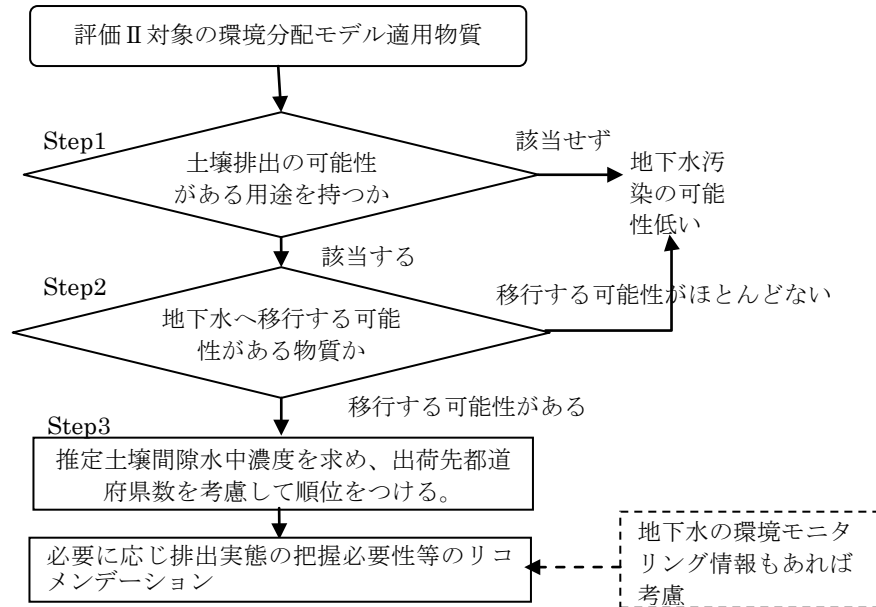 評価Ⅱ対象の環境分配モデル適用物質
Step1
土壌排出の可能性
がある用途を持つか
該当せず
地下水汚
染の可能
性低い
該当する
Step2
地下水へ移行する可能
性がある物質か
移行する可能性がほとんどない
移行する可能性がある
Step3
推定土壌間隙水中濃度を求め、出荷先都道
府県数を考慮して順位をつける。
必要に応じ排出実態の把握必要性等のリコ
メンデーション
地下水の環境モニタ
リング情報もあれば
考慮